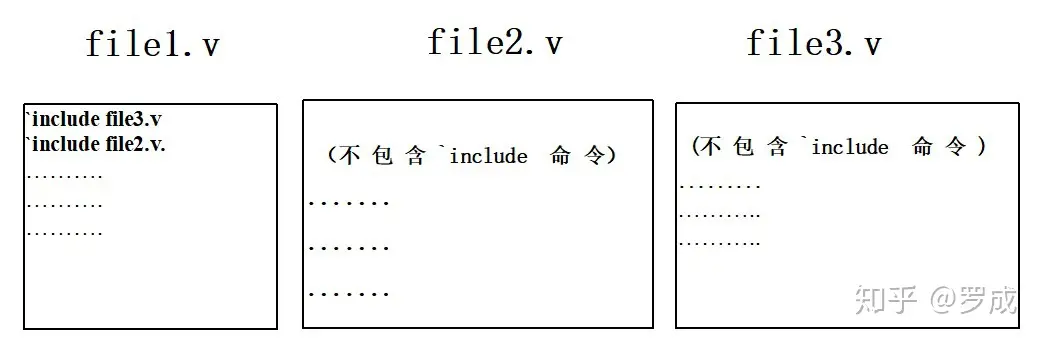 file1.v
file2.v
file3.v
`include file3.v
`include file2.v.
..........
..........
..........
(不包含`include 命令)
.......
.......
.......
(不包含`include 命令)
.........
...........
...........
知乎 @罗成